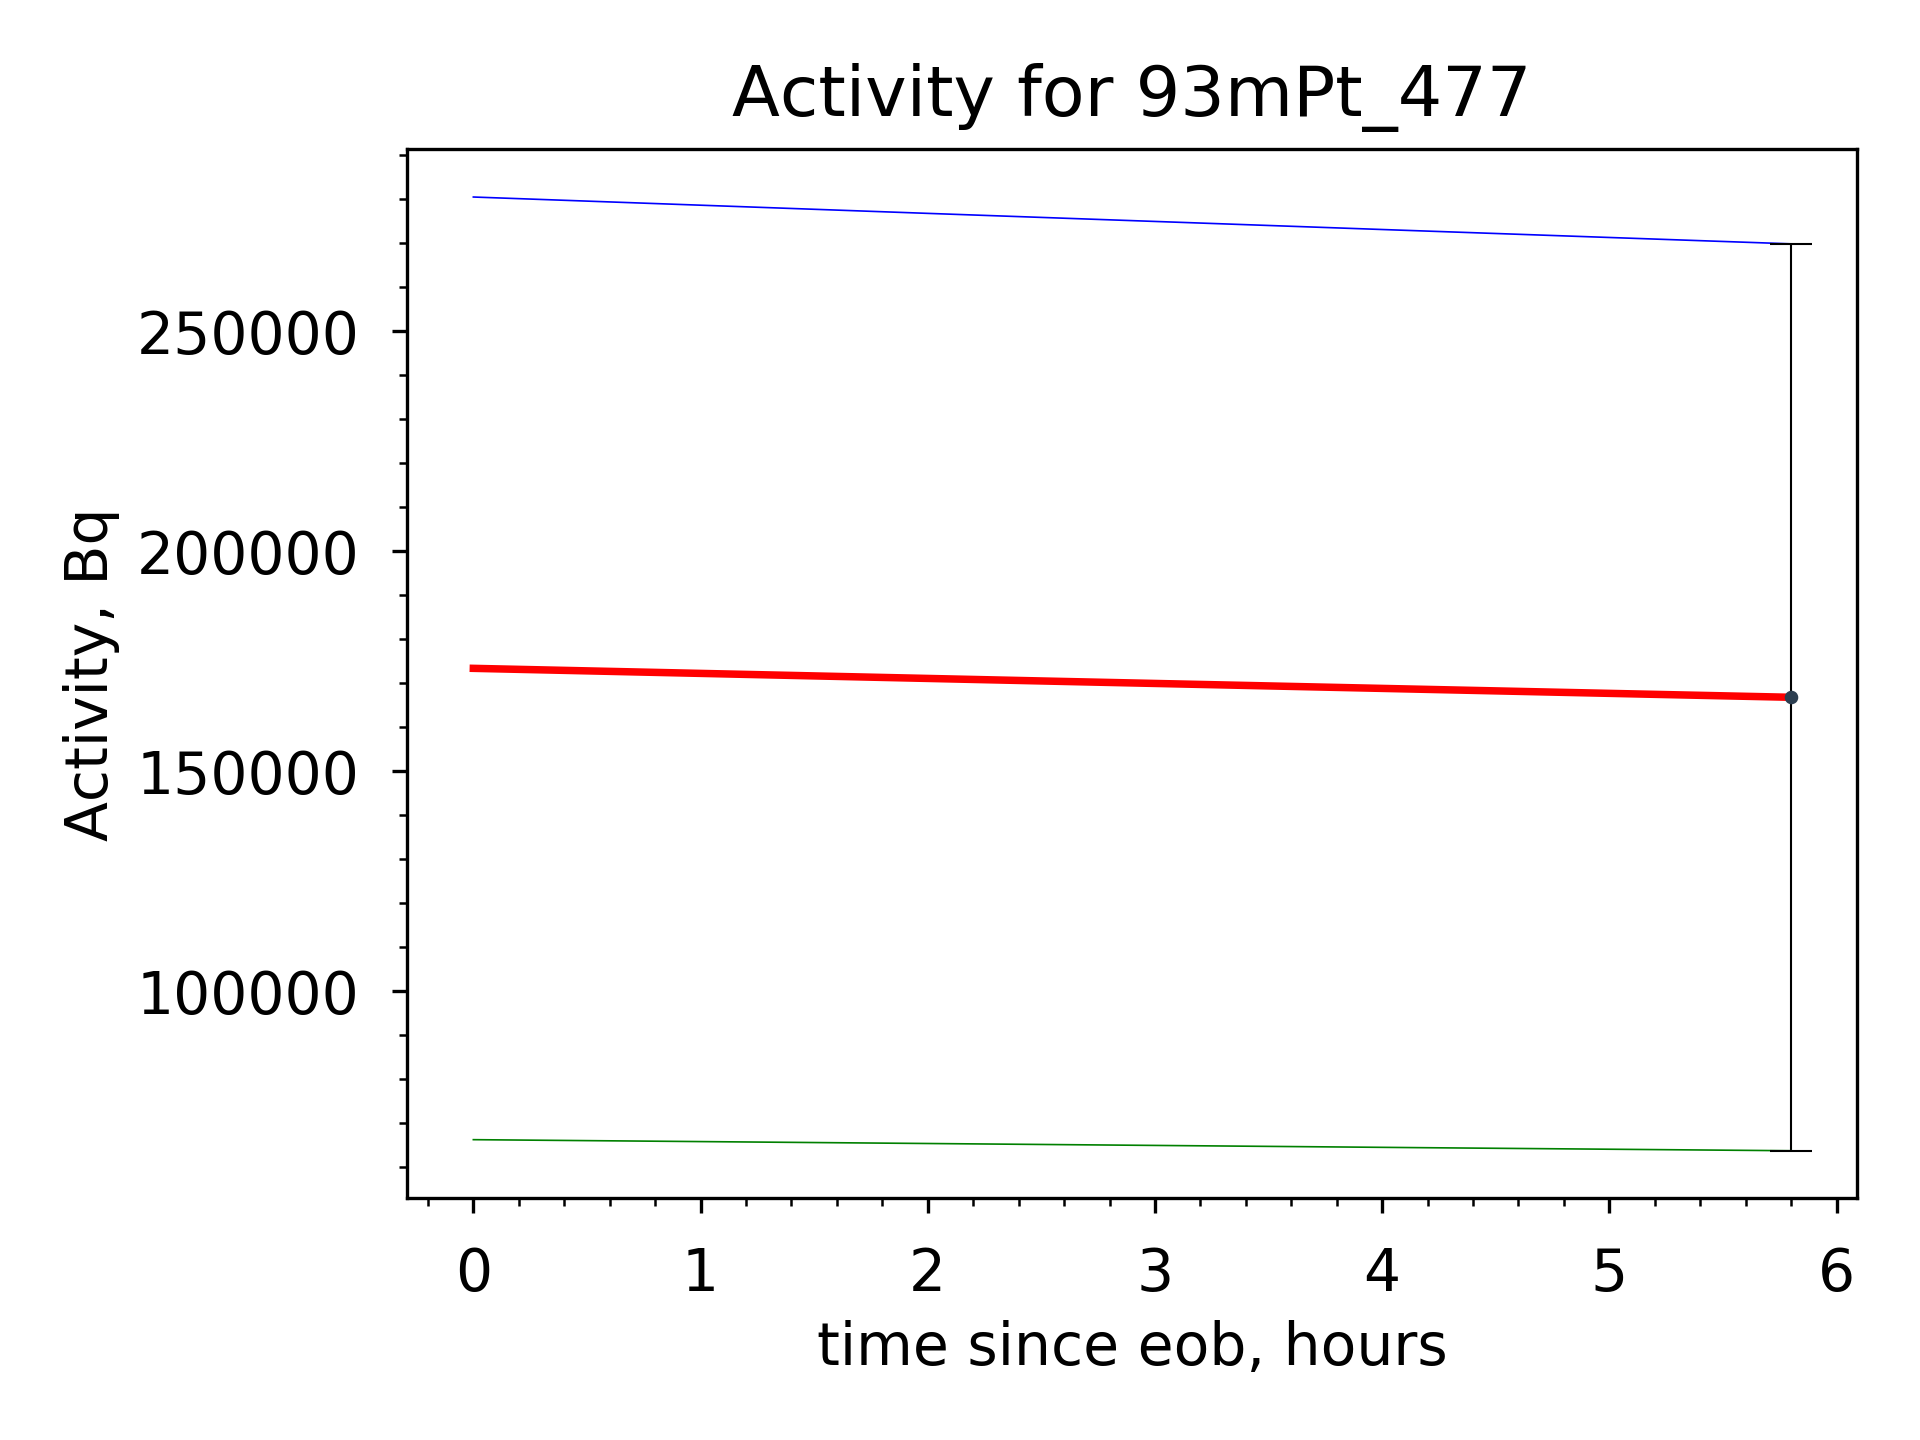 Activity for 93mPt_477
Activity, Bq
250000
200000
150000
100000
0 1 2 3 4 5 6
time since eob, hours